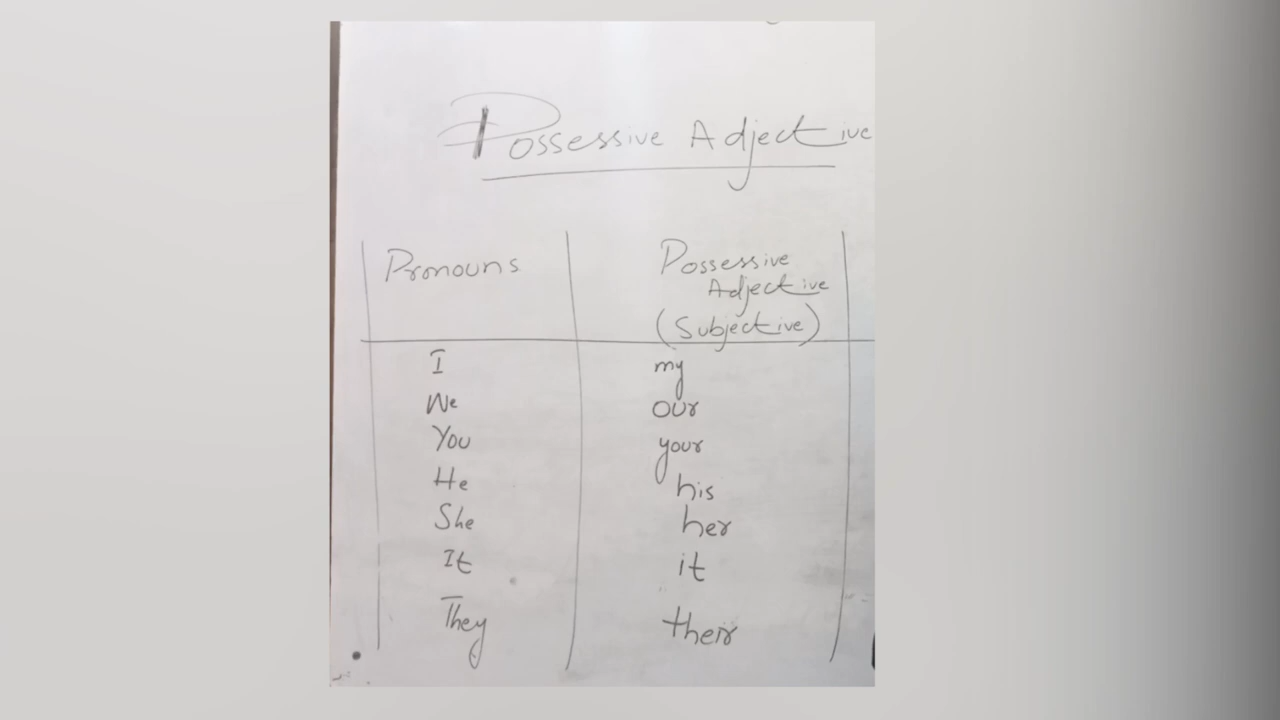 Possessive Adjective
Pronouns
Possessive
Adjective
(Subjective)
I my
We our
You your
He his
She her
It it
They their